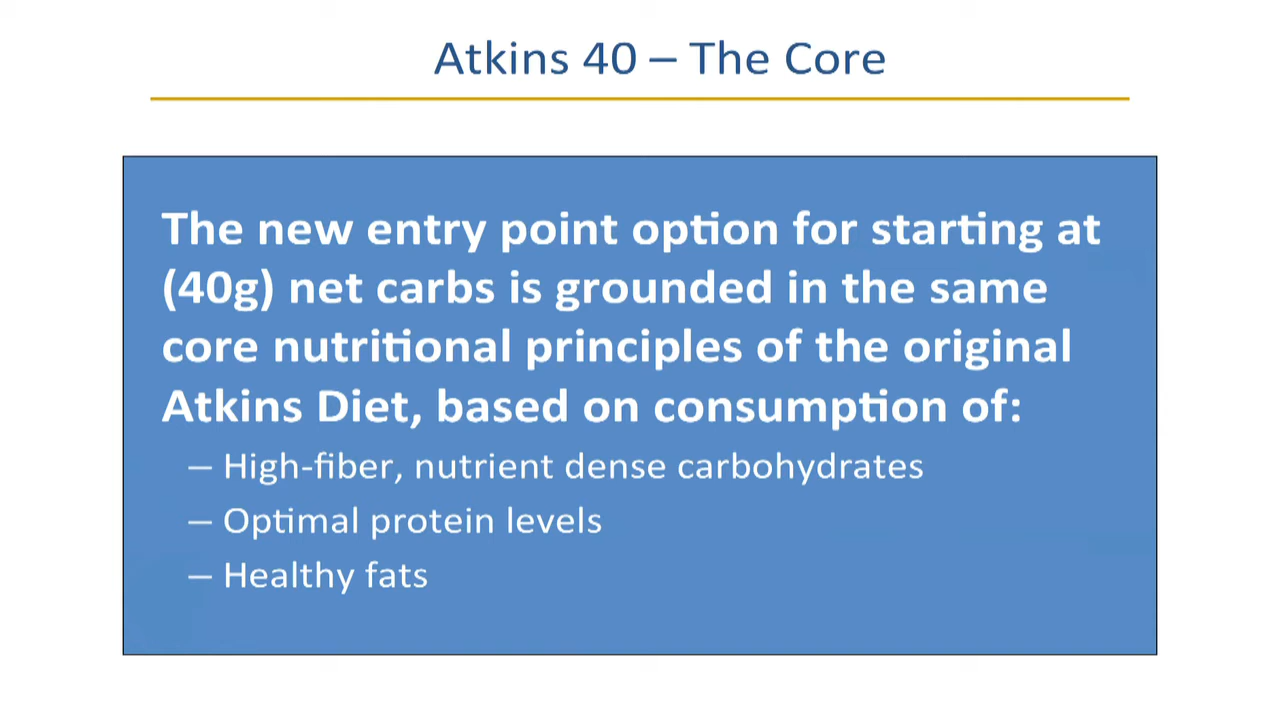 Atkins 40 – The Core
The new entry point option for starting at
(40g) net carbs is grounded in the same
core nutritional principles of the original
Atkins Diet, based on consumption of:
– High-fiber, nutrient dense carbohydrates
– Optimal protein levels
– Healthy fats